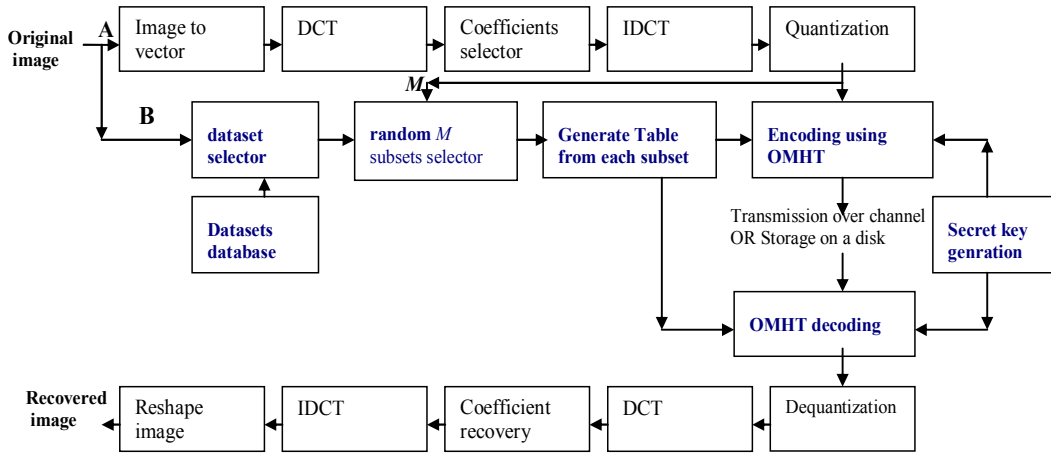 Original
image
A
Image to
vector
DCT
Coefficients
selector
IDCT
Quantization
M
B
dataset
selector
random M
subsets selector
Generate Table
from each subset
Encoding using
OMHT
Datasets
database
Transmission over channel
OR Storage on a disk
Secret key
genration
OMHT decoding
Recovered
image
Reshape
image
IDCT
Coefficient
recovery
DCT
Dequantization